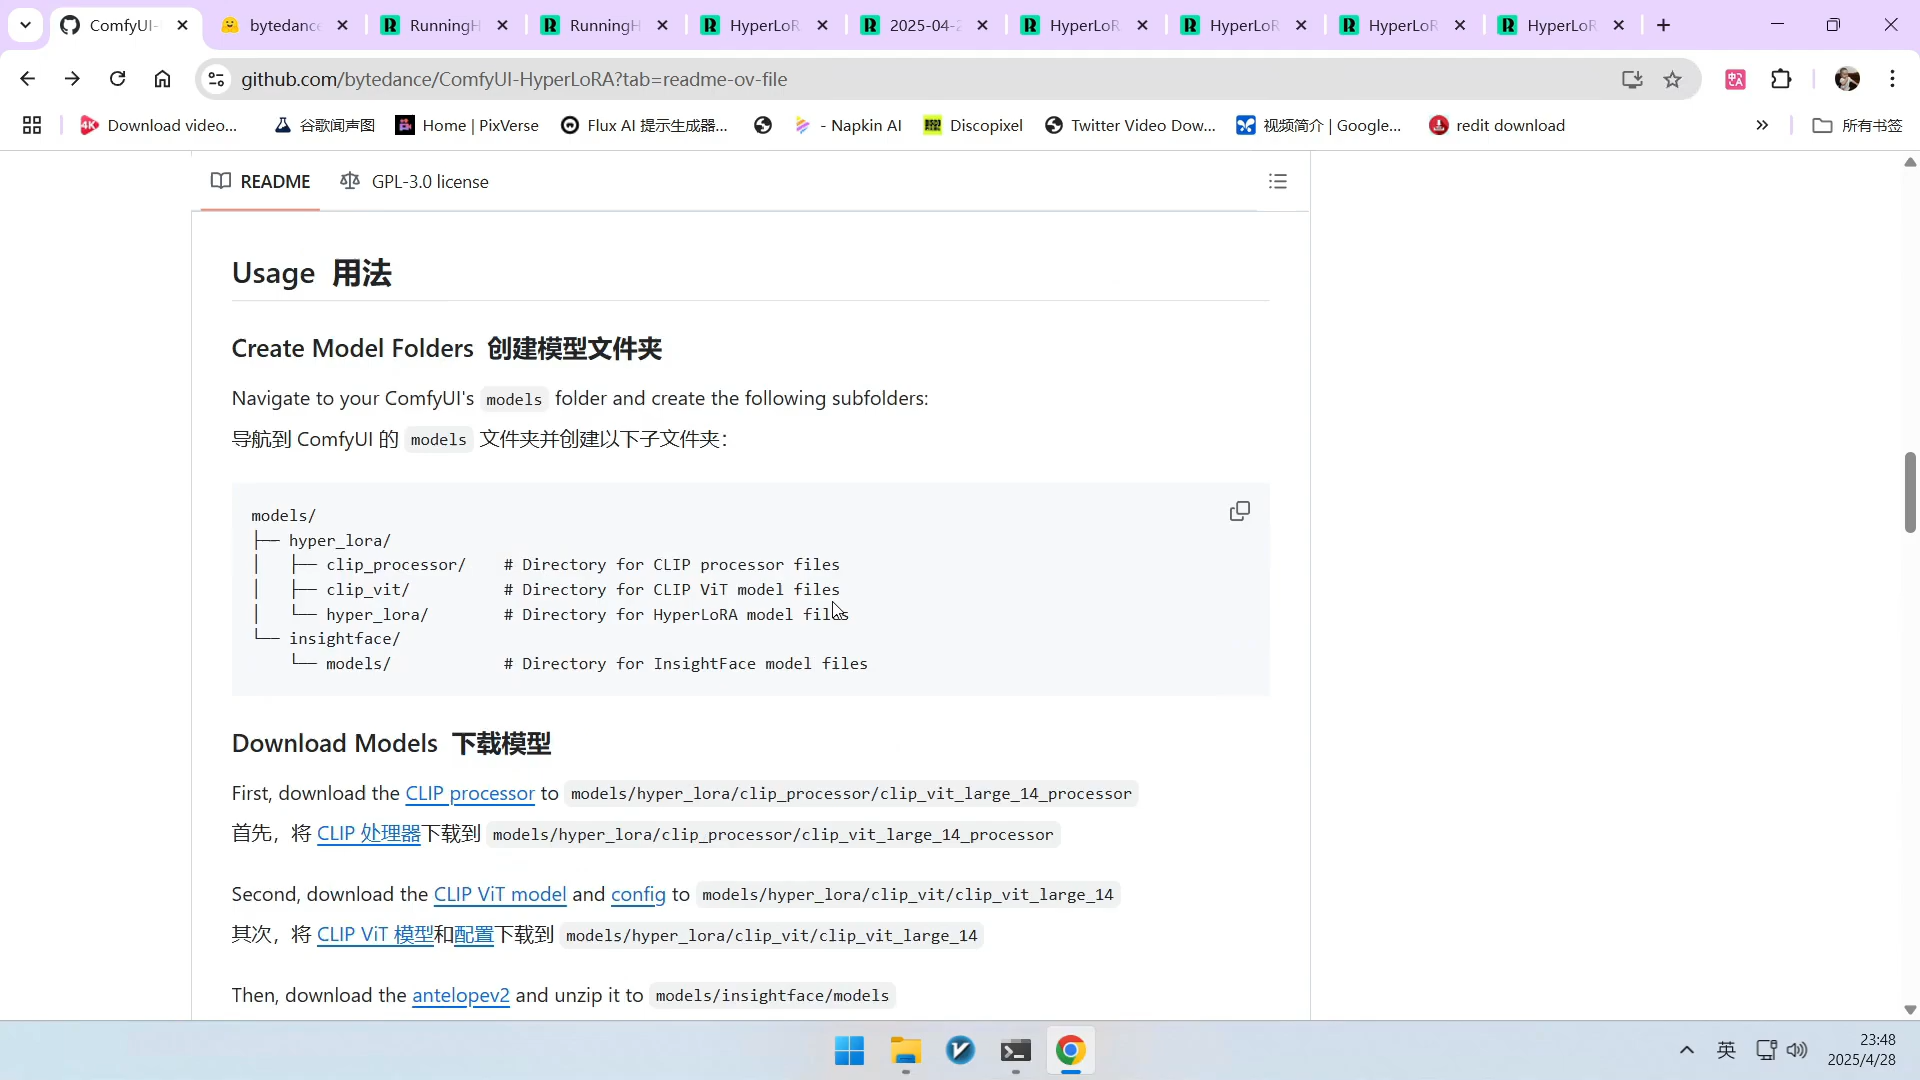 ComfyUI-
bytedance
RunningH
RunningH
HyperLoR
2025-04-2
HyperLoR
HyperLoR
HyperLoR
HyperLoR
github.com/bytedance/ComfyUI-HyperLoRA?tab=readme-ov-file
Download video...
谷歌闻声图
Home | PixVerse
Flux AI 提示生成器...
- Napkin AI
Discopixel
Twitter Video Dow...
视频简介 | Google...
redit download
所有书签
README
GPL-3.0 license
Usage 用法
Create Model Folders 创建模型文件夹
Navigate to your ComfyUI's models folder and create the following subfolders:
导航到 ComfyUI 的 models 文件夹并创建以下子文件夹：
models/
├── hyper_lora/
│   ├── clip_processor/    # Directory for CLIP processor files
│   ├── clip_vit/          # Directory for CLIP ViT model files
│   └── hyper_lora/        # Directory for HyperLoRA model files
└── insightface/
    └── models/            # Directory for InsightFace model files
Download Models 下载模型
First, download the CLIP processor to models/hyper_lora/clip_processor/clip_vit_large_14_processor
首先，将 CLIP 处理器下载到 models/hyper_lora/clip_processor/clip_vit_large_14_processor
Second, download the CLIP ViT model and config to models/hyper_lora/clip_vit/clip_vit_large_14
其次，将 CLIP ViT 模型和配置下载到 models/hyper_lora/clip_vit/clip_vit_large_14
Then, download the antelopev2 and unzip it to models/insightface/models
英
23:48
2025/4/28